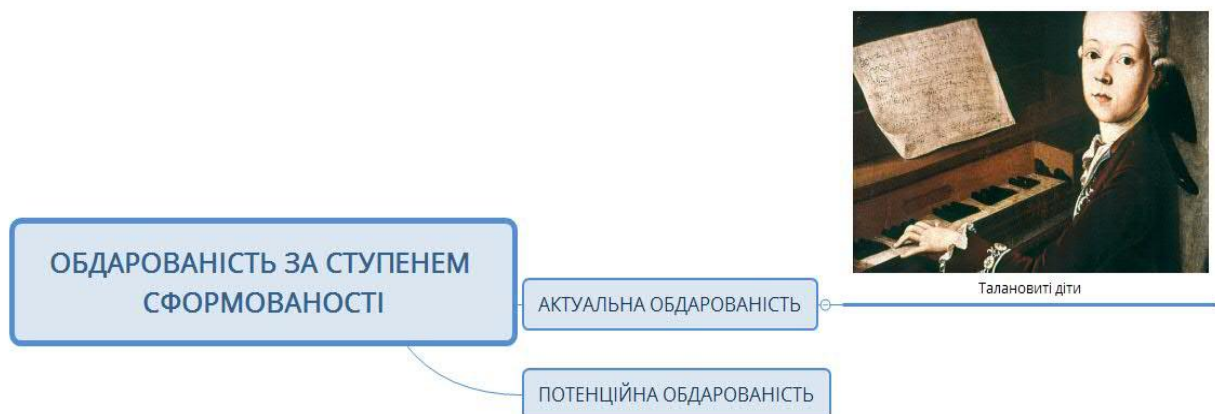 ОБДАРОВАНІСТЬ ЗА СТУПЕНЕМ
СФОРМОВАНОСТІ
АКТУАЛЬНА ОБДАРОВАНІСТЬ
Талановиті діти
ПОТЕНЦІЙНА ОБДАРОВАНІСТЬ